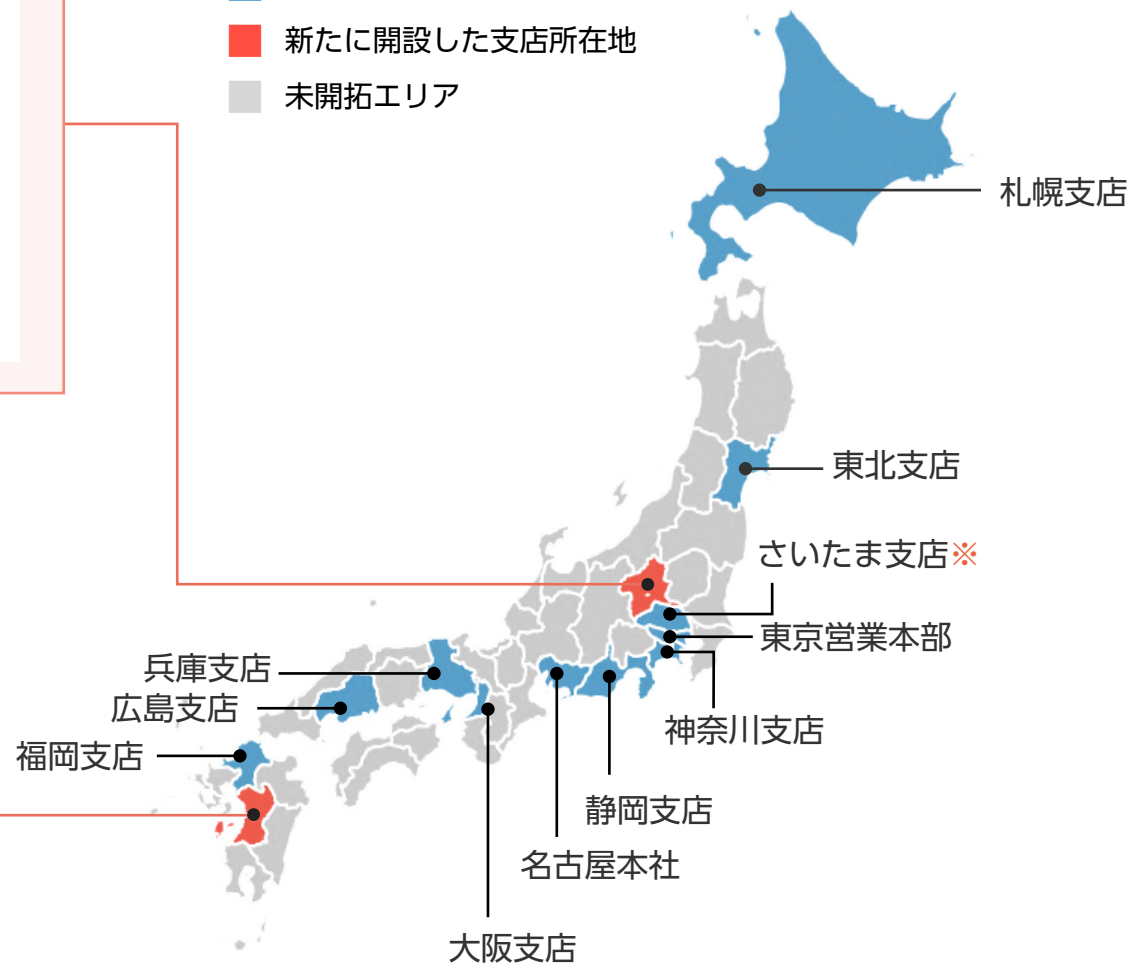 新たに開設した支店所在地
未開拓エリア
札幌支店
東北支店
さいたま支店※
東京営業本部
兵庫支店
広島支店
神奈川支店
福岡支店
静岡支店
名古屋本社
大阪支店